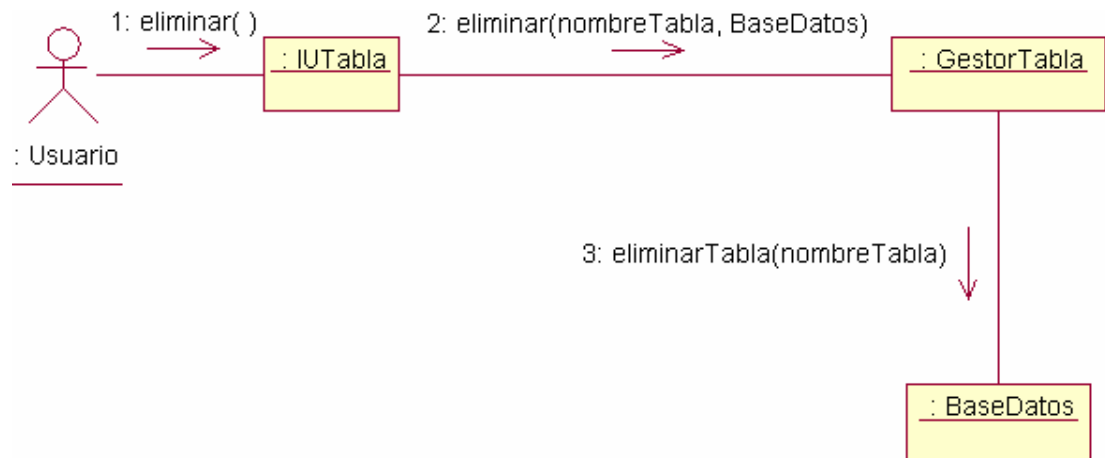 1: eliminar( )
2: eliminar(nombreTabla, BaseDatos)
: IUTabla
: GestorTabla
: Usuario
3: eliminarTabla(nombreTabla)
: BaseDatos